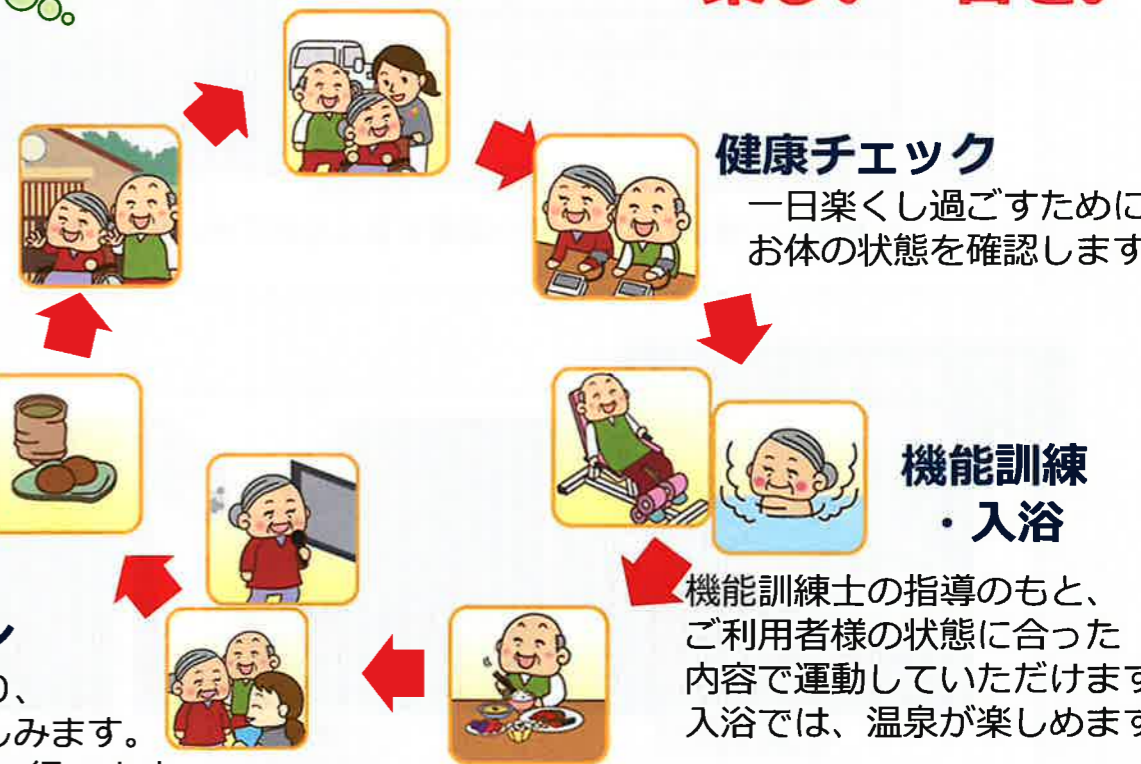 健康チェック
一日楽くし過ごすために
お体の状態を確認します
機能訓練
・入浴
機能訓練士の指導のもと、
ご利用者様の状態に合った
内容で運動していただけます
入浴では、温泉が楽しめます
ン
り、
しみます。